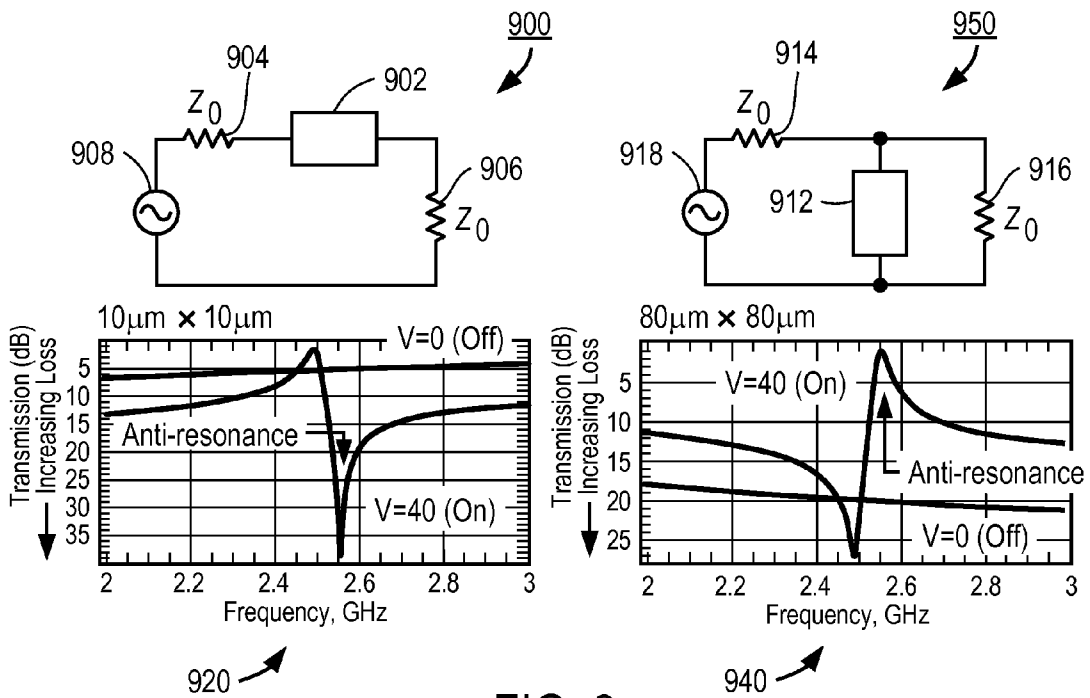 900
904
902
Z0
908
906
Z0
950
914
Z0
918
916
912
Z0
10μm × 10μm
V=0 (Off)
Transmission (dB)
Increasing Loss
5
10
15
20
25
30
35
Anti-resonance
V=40 (On)
2
2.2
2.4
2.6
2.8
3
Frequency, GHz
920
80μm × 80μm
Transmission (dB)
Increasing Loss
5
10
15
20
25
V=40 (On)
Anti-resonance
V=0 (Off)
2
2.2
2.4
2.6
2.8
3
Frequency, GHz
940